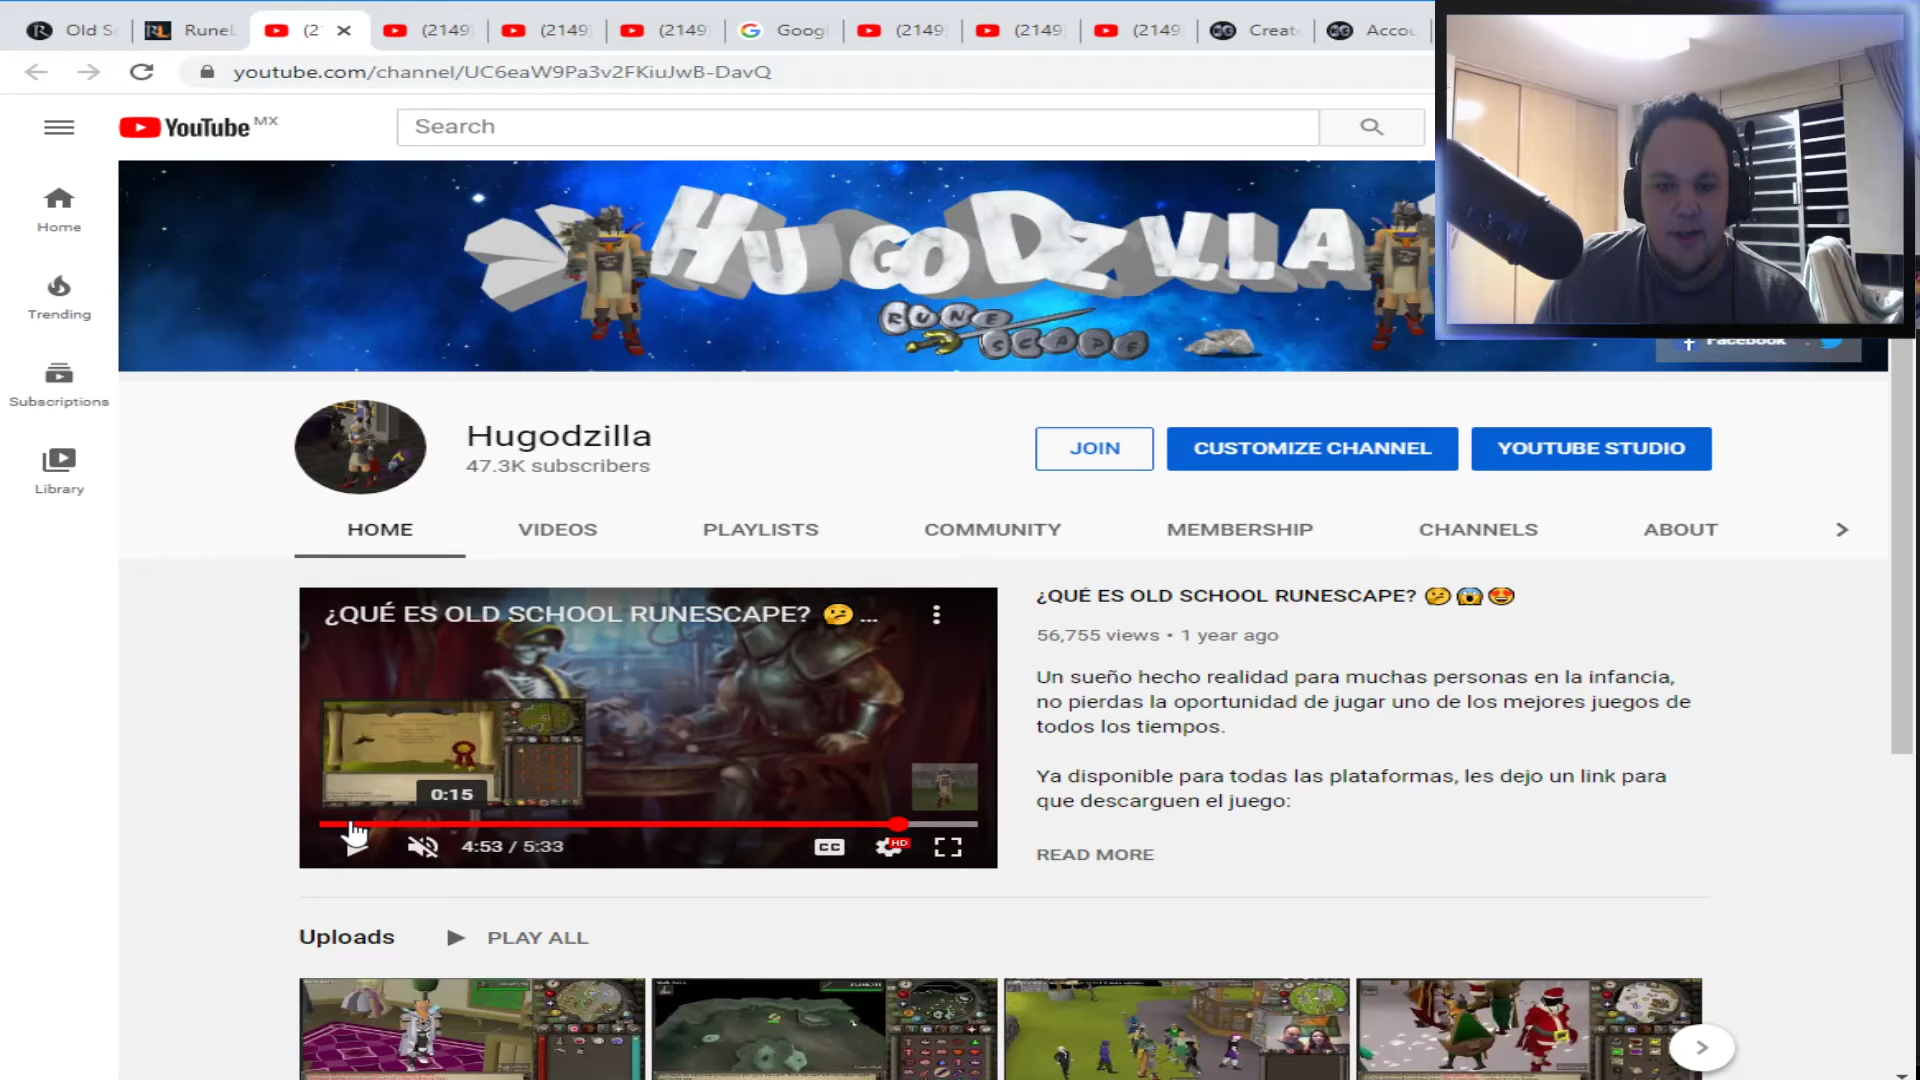 Old S
RuneL
(2
(2149
(2149
(2149
Goog
(2149
(2149
(2149
Creat
Accou
youtube.com/channel/UC6eaW9Pa3v2FKiuJwB-DavQ
YouTube MX
Search
Home
Trending
Subscriptions
Library
HUGODZILLA
RUNE
SCAPE
Facebook
Hugodzilla
47.3K subscribers
JOIN
CUSTOMIZE CHANNEL
YOUTUBE STUDIO
HOME
VIDEOS
PLAYLISTS
COMMUNITY
MEMBERSHIP
CHANNELS
ABOUT
¿QUÉ ES OLD SCHOOL RUNESCAPE? 🤔 ...
0:15
4:53 / 5:33
CC
HD
¿QUÉ ES OLD SCHOOL RUNESCAPE? 🤔 😱 😍
56,755 views • 1 year ago
Un sueño hecho realidad para muchas personas en la infancia,
no pierdas la oportunidad de jugar uno de los mejores juegos de
todos los tiempos.
Ya disponible para todas las plataformas, les dejo un link para
que descarguen el juego:
READ MORE
Uploads
PLAY ALL